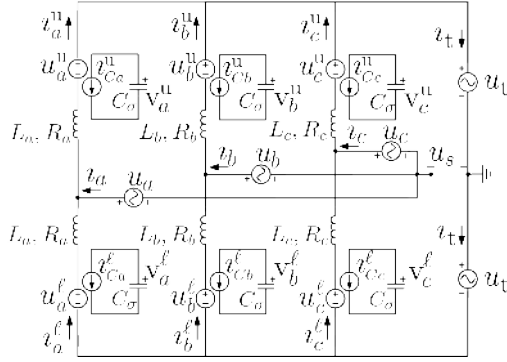 i_a^u i_b^u i_c^u i_t
u_a^u i_{Ca}^u C_σ v_a^u u_b^u i_{Cb}^u C_σ v_b^u u_c^u i_{Cc}^u C_σ v_c^u u_t
L_a, R_a L_b, R_b L_c, R_c
i_a u_a i_b u_b i_c u_c u_s
L_a, R_a L_b, R_b L_c, R_c i_t
u_a^ℓ i_{Ca}^ℓ C_σ v_a^ℓ u_b^ℓ i_{Cb}^ℓ C_σ v_b^ℓ u_c^ℓ i_{Cc}^ℓ C_σ v_c^ℓ u_t
i_a^ℓ i_b^ℓ i_c^ℓ